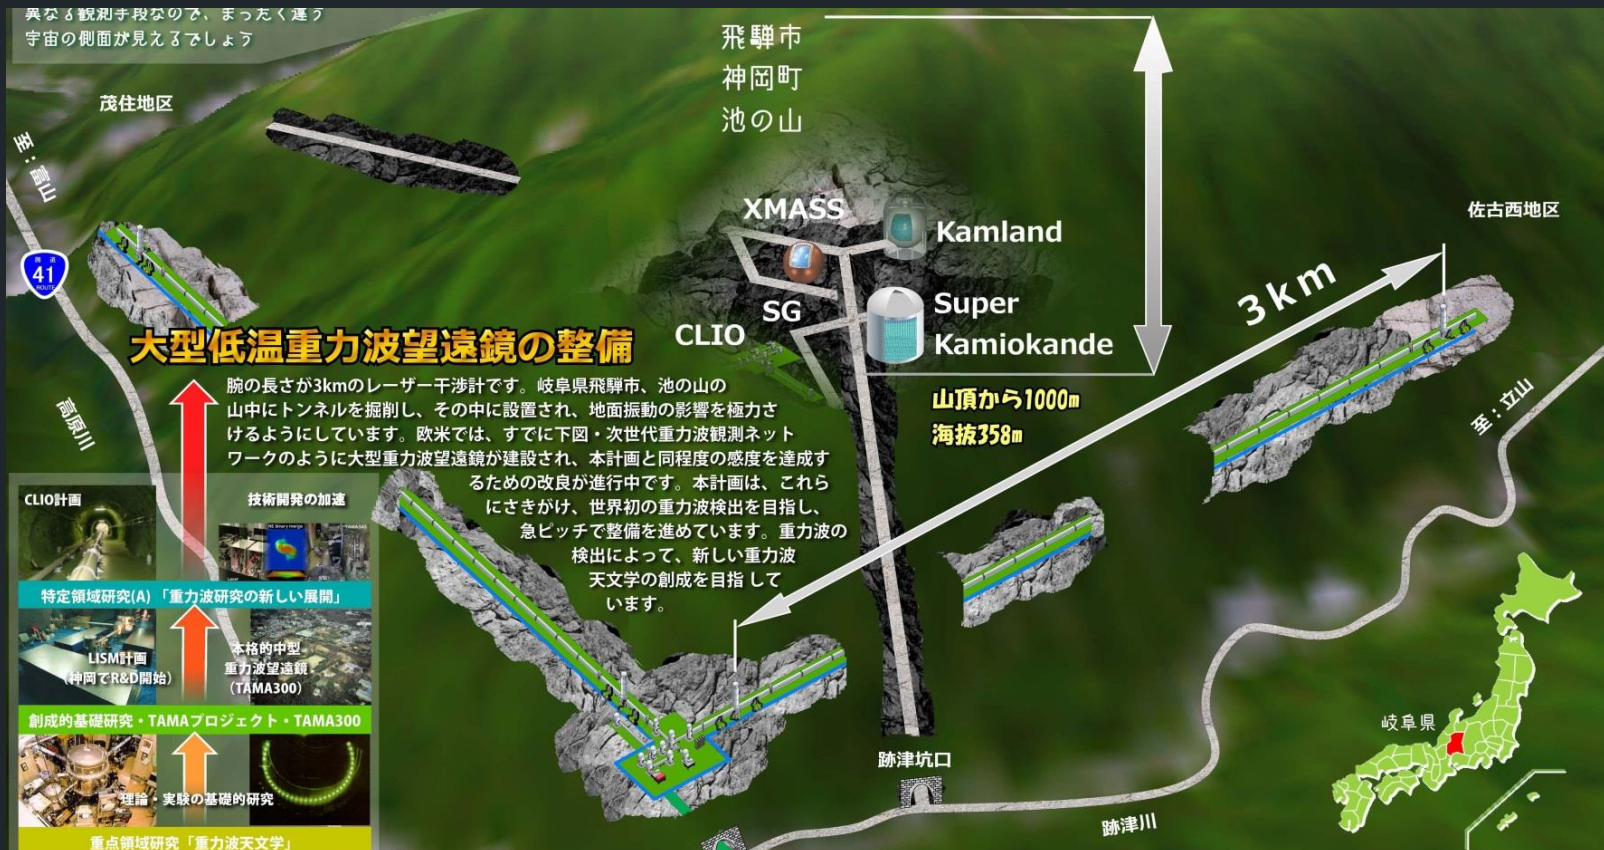 異なる観測手段なので、まったく違う
宇宙の側面が見えるでしょう
飛騨市
神岡町
池の山
茂住地区
至：富山
国道
41
ROUTE
高原川
XMASS
Kamland
SG
CLIO
Super
Kamiokande
山頂から1000m
海抜358m
3km
佐古西地区
至：立山
大型低温重力波望遠鏡の整備
腕の長さが3kmのレーザー干渉計です。岐阜県飛騨市、池の山の
山中にトンネルを掘削し、その中に設置され、地面振動の影響を極力さ
けるようにしています。欧米では、すでに下図・次世代重力波観測ネット
ワークのように大型重力波望遠鏡が建設され、本計画と同程度の感度を達成す
るための改良が進行中です。本計画は、これら
にさきがけ、世界初の重力波検出を目指し、
急ピッチで整備を進めています。重力波の
検出によって、新しい重力波
天文学の創成を目指して
います。
CLIO計画
技術開発の加速
NS binary merge
TAMA300
特定領域研究(A)「重力波研究の新しい展開」
LISM計画
(神岡でR&D開始)
本格的中型
重力波望遠鏡
(TAMA300)
創成的基礎研究・TAMAプロジェクト・TAMA300
理論・実験の基礎的研究
重点領域研究「重力波天文学」
跡津坑口
跡津川
岐阜県